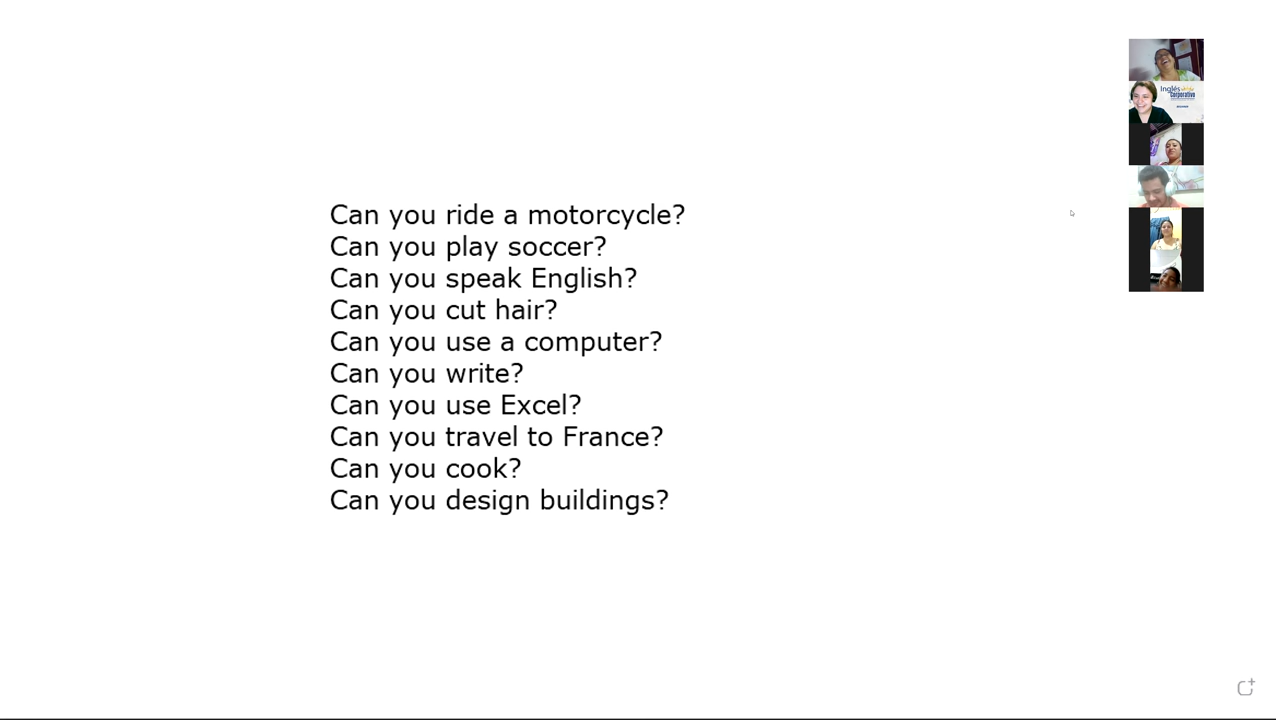 Can you ride a motorcycle?
Can you play soccer?
Can you speak English?
Can you cut hair?
Can you use a computer?
Can you write?
Can you use Excel?
Can you travel to France?
Can you cook?
Can you design buildings?
Inglés
Corporativo